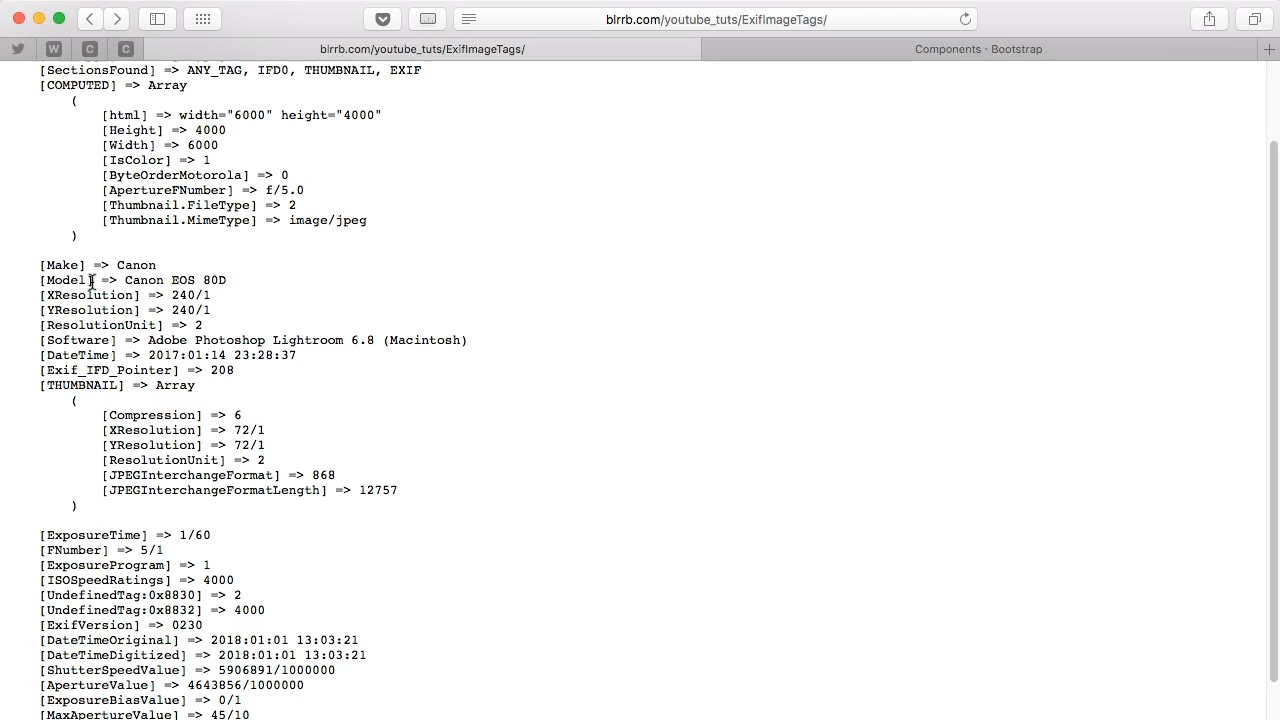 blrrb.com/youtube_tuts/ExifImageTags/
W
C
C
blrrb.com/youtube_tuts/ExifImageTags/
Components · Bootstrap
[SectionsFound] => ANY_TAG, IFD0, THUMBNAIL, EXIF
[COMPUTED] => Array
(
[html] => width="6000" height="4000"
[Height] => 4000
[Width] => 6000
[IsColor] => 1
[ByteOrderMotorola] => 0
[ApertureFNumber] => f/5.0
[Thumbnail.FileType] => 2
[Thumbnail.MimeType] => image/jpeg
)
[Make] => Canon
[Model] => Canon EOS 80D
[XResolution] => 240/1
[YResolution] => 240/1
[ResolutionUnit] => 2
[Software] => Adobe Photoshop Lightroom 6.8 (Macintosh)
[DateTime] => 2017:01:14 23:28:37
[Exif_IFD_Pointer] => 208
[THUMBNAIL] => Array
(
[Compression] => 6
[XResolution] => 72/1
[YResolution] => 72/1
[ResolutionUnit] => 2
[JPEGInterchangeFormat] => 868
[JPEGInterchangeFormatLength] => 12757
)
[ExposureTime] => 1/60
[FNumber] => 5/1
[ExposureProgram] => 1
[ISOSpeedRatings] => 4000
[UndefinedTag:0x8830] => 2
[UndefinedTag:0x8832] => 4000
[ExifVersion] => 0230
[DateTimeOriginal] => 2018:01:01 13:03:21
[DateTimeDigitized] => 2018:01:01 13:03:21
[ShutterSpeedValue] => 5906891/1000000
[ApertureValue] => 4643856/1000000
[ExposureBiasValue] => 0/1
[MaxApertureValue] => 45/10